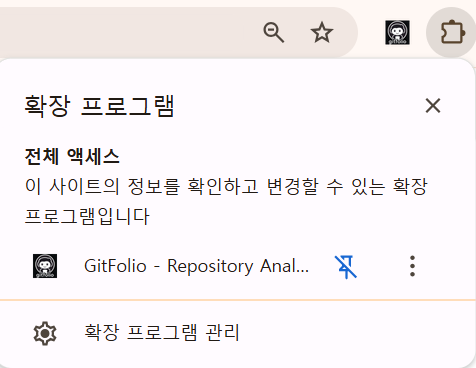 확장 프로그램
전체 액세스
이 사이트의 정보를 확인하고 변경할 수 있는 확장
프로그램입니다
GitFolio - Repository Anal...
확장 프로그램 관리